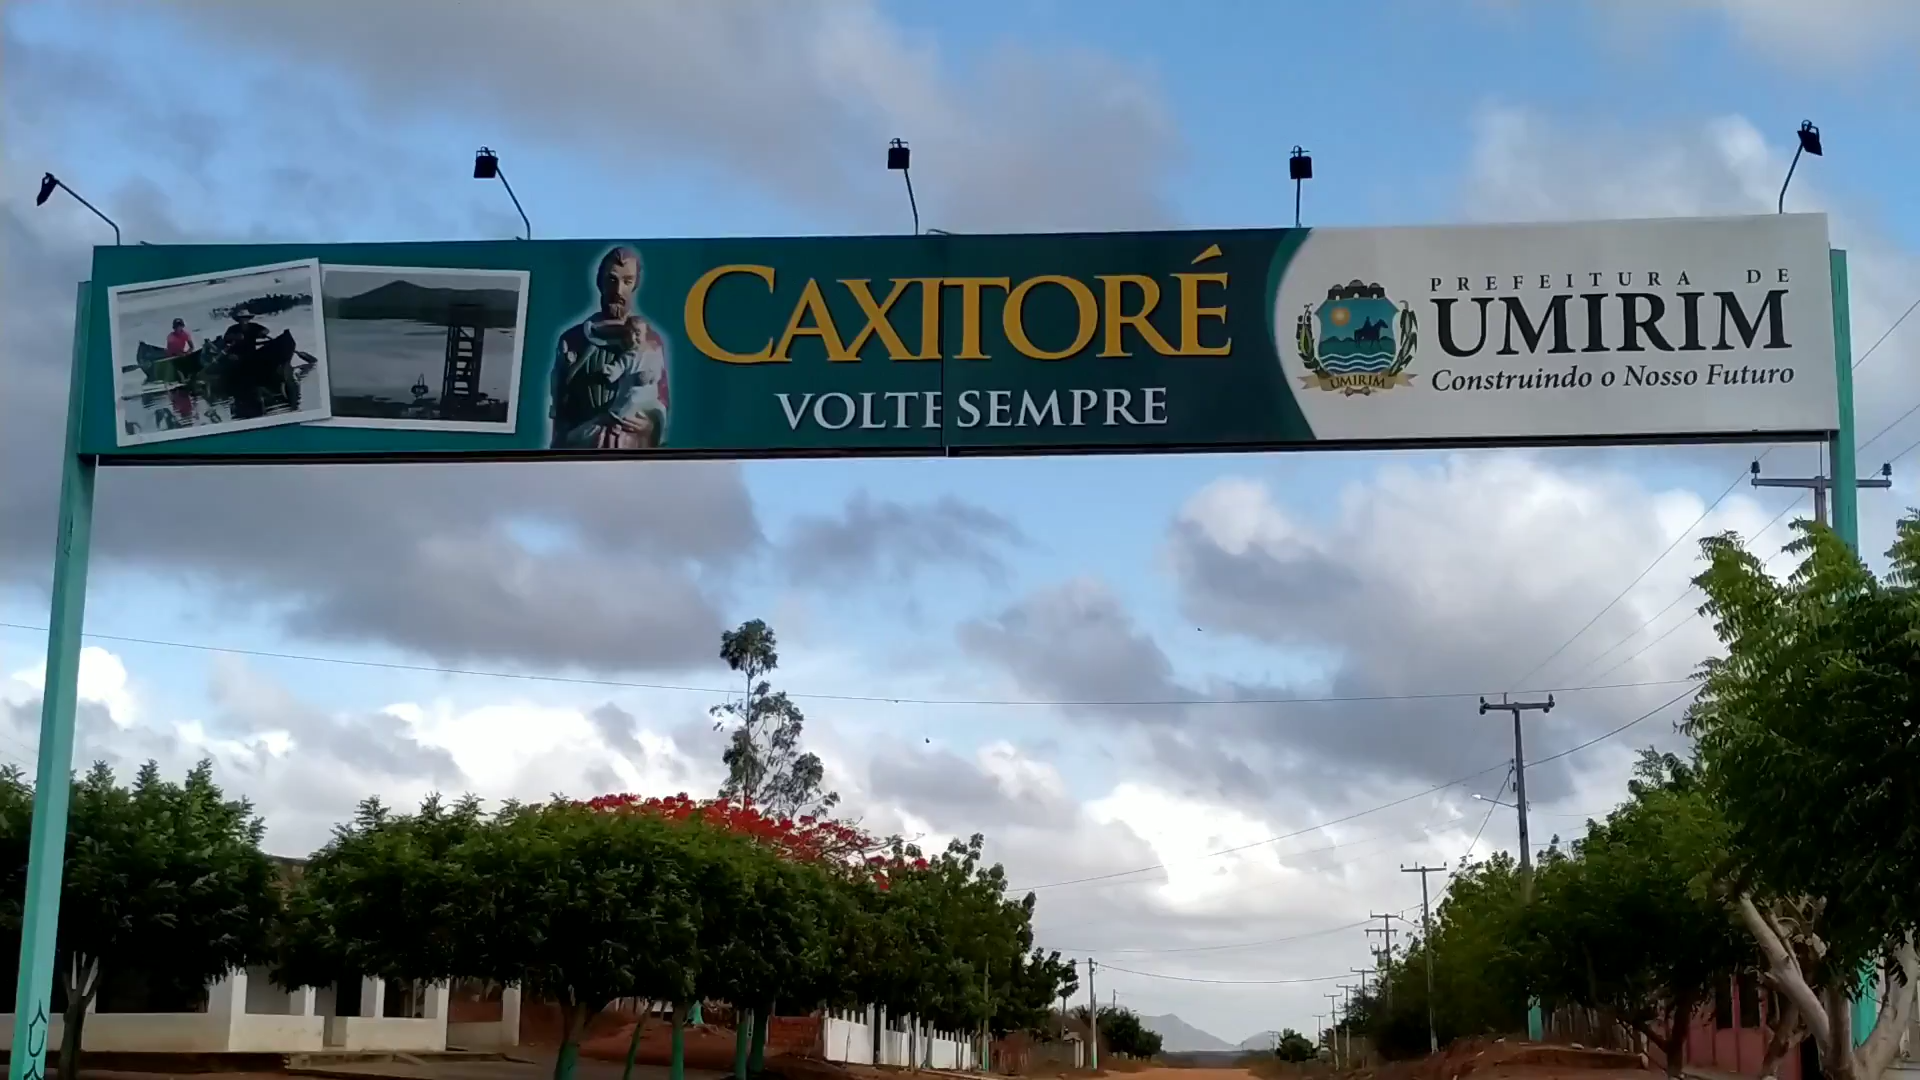 CAXITORÉ
VOLTE SEMPRE
PREFEITURA DE
UMIRIM
Construindo o Nosso Futuro
UMIRIM